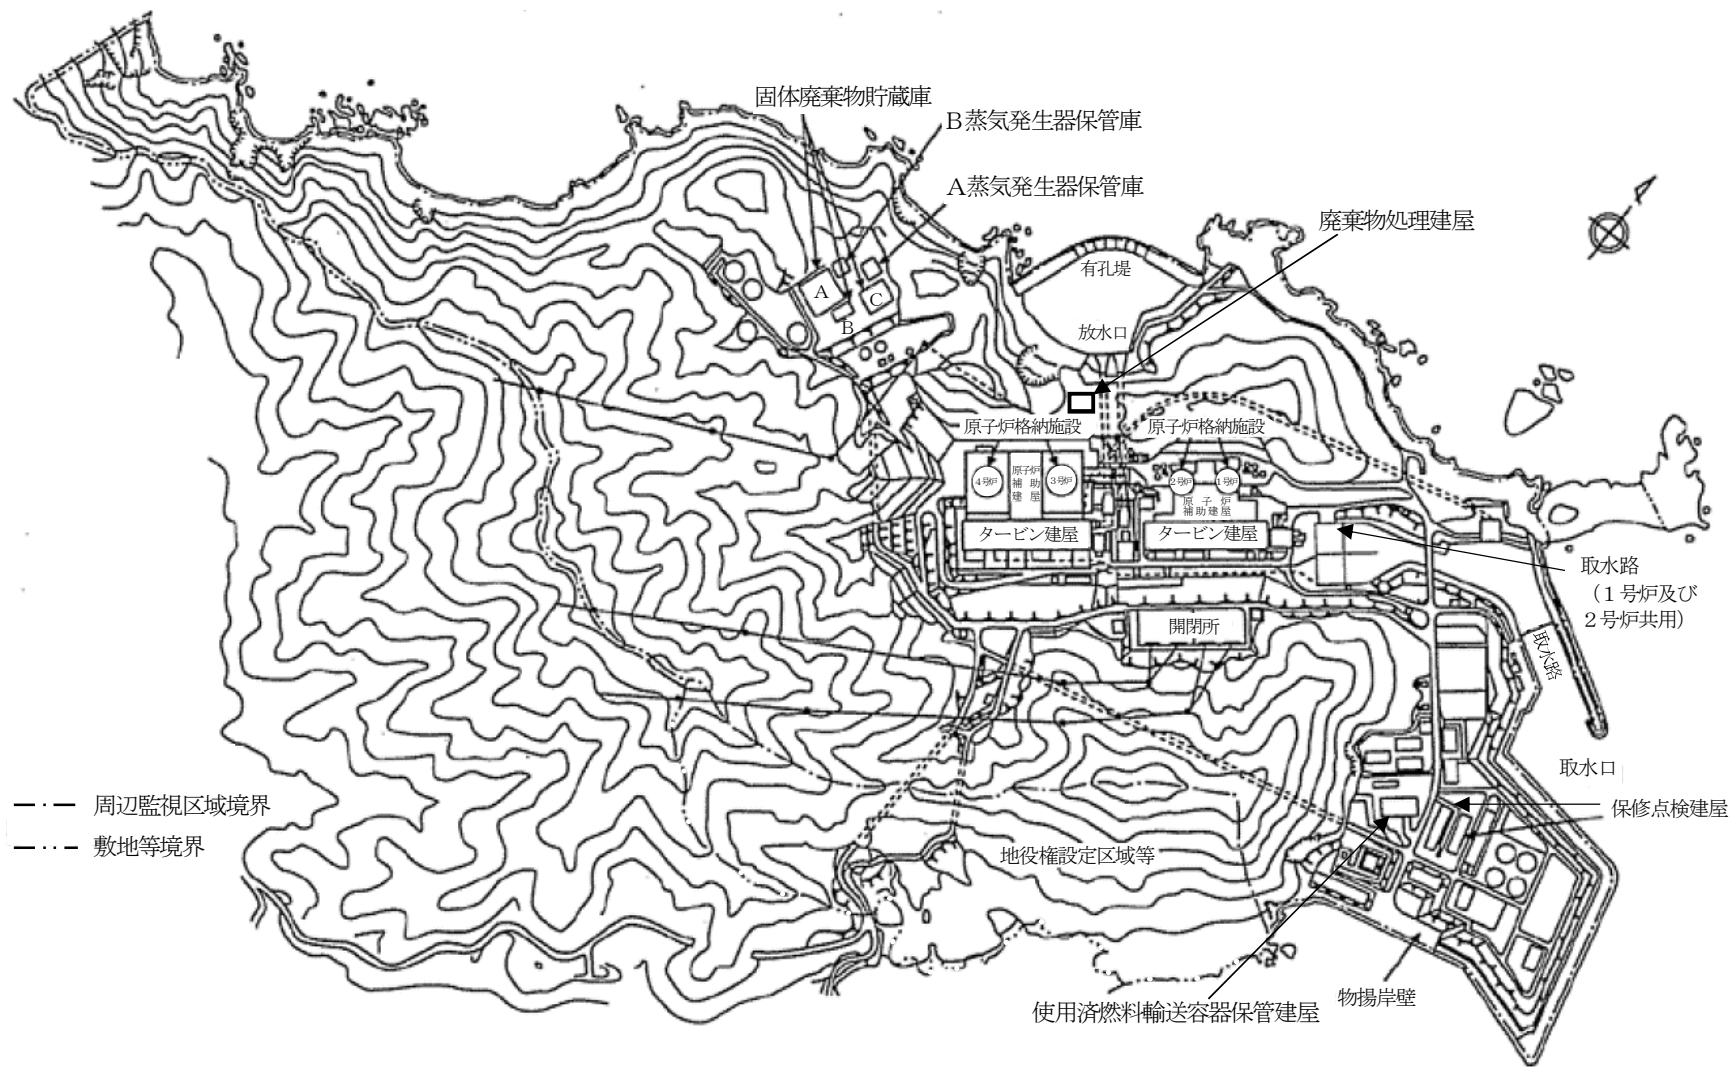 固体廃棄物貯蔵庫
B蒸気発生器保管庫
A蒸気発生器保管庫
廃棄物処理建屋
有孔堤
A
C
B
放水口
原子炉格納施設
原子炉格納施設
4号炉
原子炉
補助
建屋
3号炉
2号炉
1号炉
原子炉
補助建屋
タービン建屋
タービン建屋
取水路
(1号炉及び
2号炉共用)
開閉所
取水路
取水口
周辺監視区域境界
保修点検建屋
敷地等境界
地役権設定区域等
物揚岸壁
使用済燃料輸送容器保管建屋